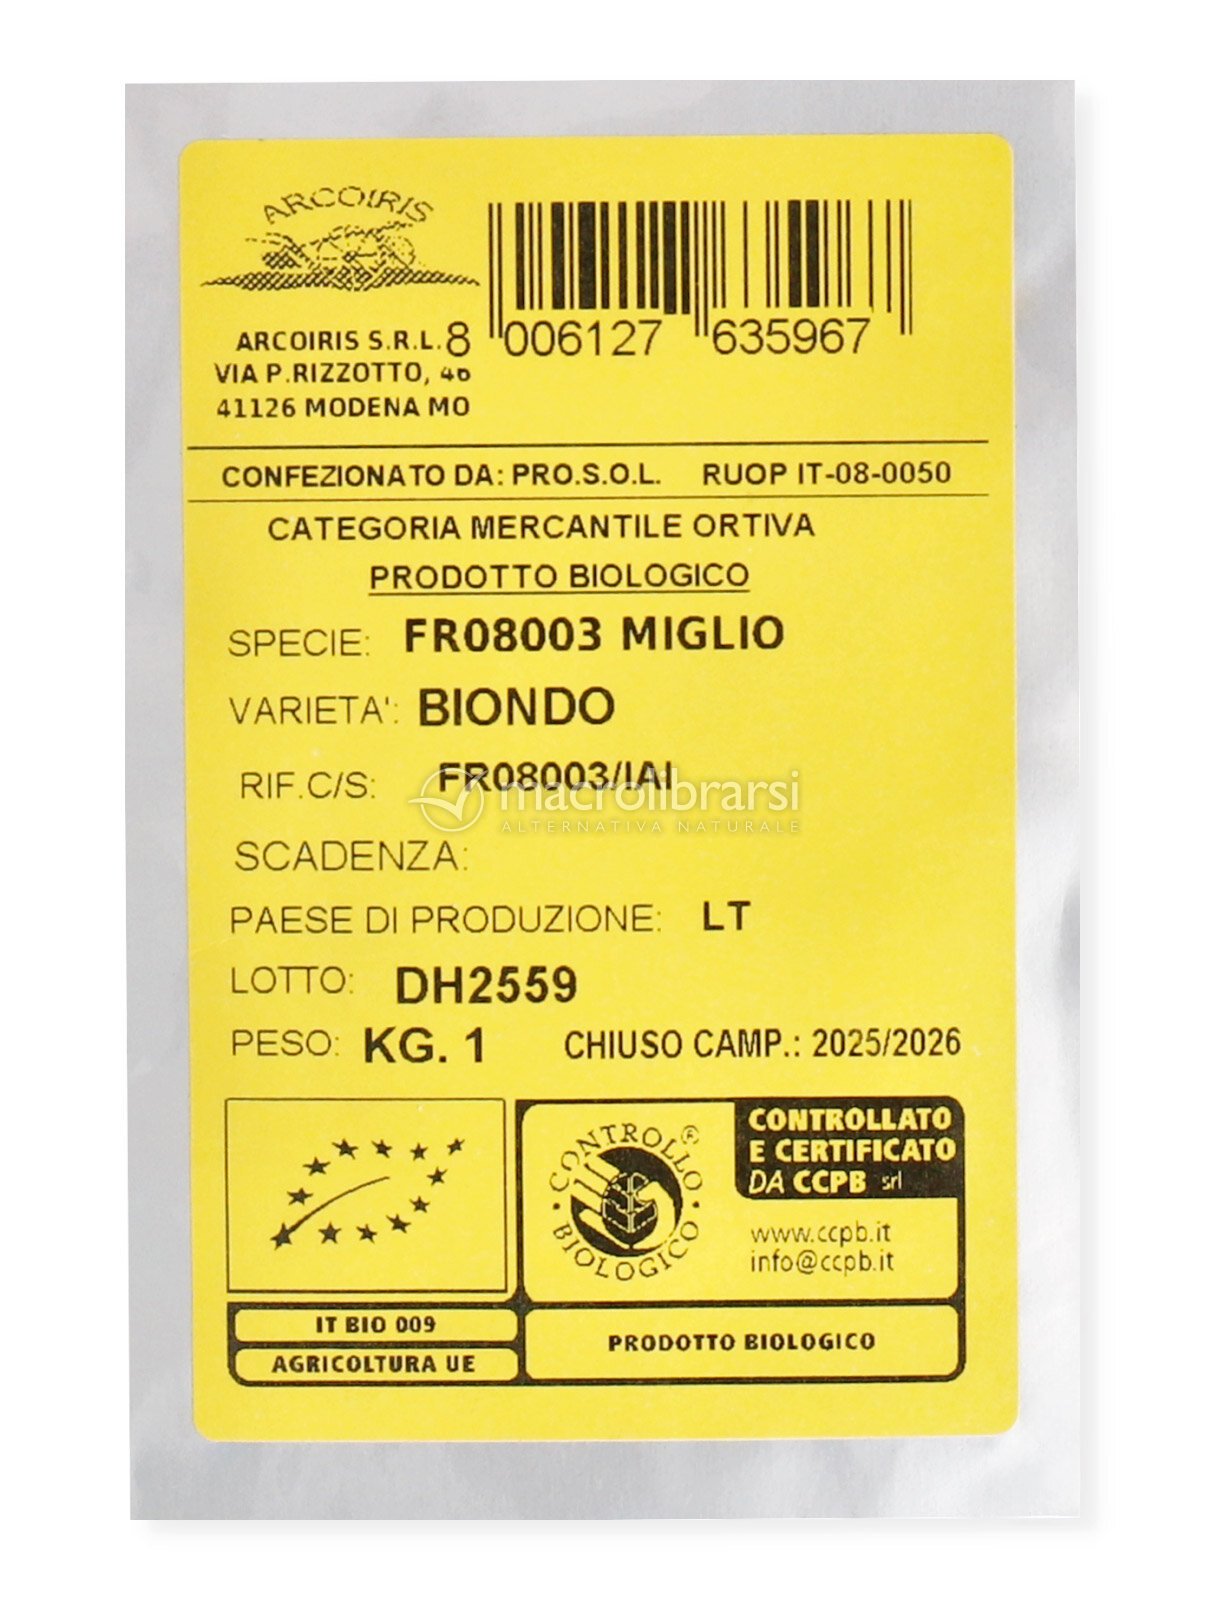 ARCOIRIS
ARCOIRIS S.R.L.
VIA P.RIZZOTTO, 46
41126 MODENA MO
8 006127 635967
CONFEZIONATO DA: PRO.S.O.L. RUOP IT-08-0050
CATEGORIA MERCANTILE ORTIVA
PRODOTTO BIOLOGICO
SPECIE: FR08003 MIGLIO
VARIETA': BIONDO
RIF.C/S: FR08003/IAI
macrolibrarsi
ALTERNATIVA NATURALE
SCADENZA:
PAESE DI PRODUZIONE: LT
LOTTO: DH2559
PESO: KG. 1 CHIUSO CAMP.: 2025/2026
CONTROLLO ®
BIOLOGICO
CONTROLLATO
E CERTIFICATO
DA CCPB srl
www.ccpb.it
info@ccpb.it
IT BIO 009
AGRICOLTURA UE
PRODOTTO BIOLOGICO